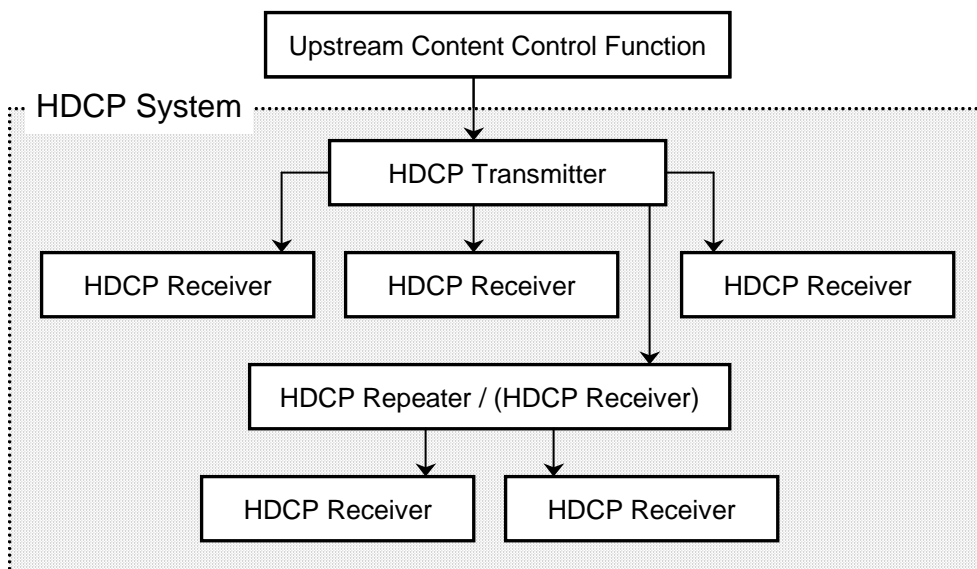 Upstream Content Control Function
HDCP System
HDCP Transmitter
HDCP Receiver
HDCP Receiver
HDCP Receiver
HDCP Repeater / (HDCP Receiver)
HDCP Receiver
HDCP Receiver